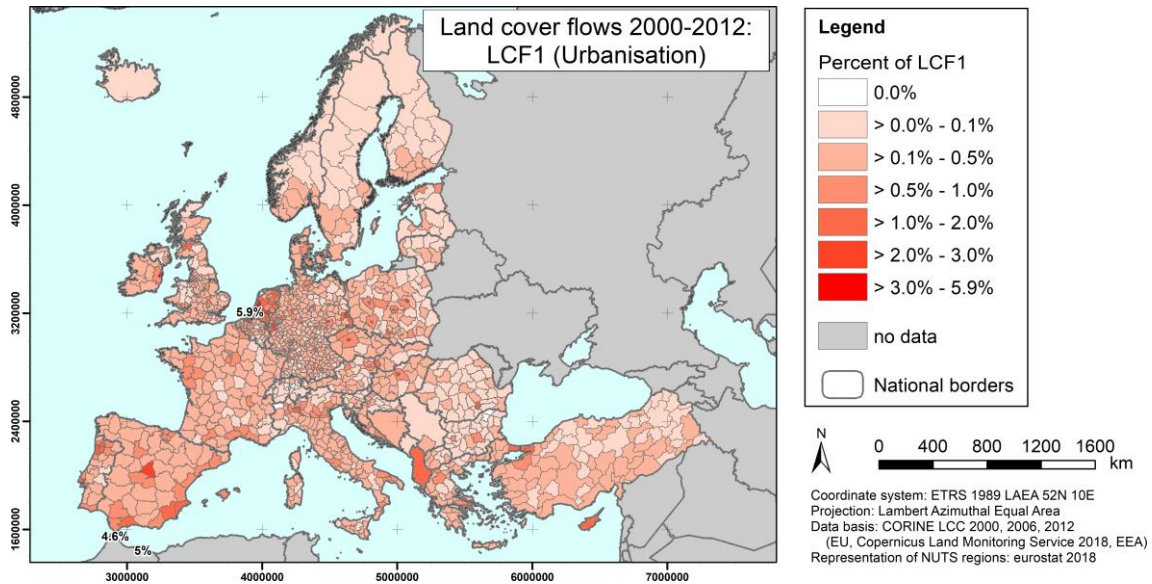 Land cover flows 2000-2012:
LCF1 (Urbanisation)
4800000
4000000
3200000
2400000
1600000
5.9%
4.6%
5%
3000000
4000000
5000000
6000000
7000000
Legend
Percent of LCF1
0.0%
> 0.0% - 0.1%
> 0.1% - 0.5%
> 0.5% - 1.0%
> 1.0% - 2.0%
> 2.0% - 3.0%
> 3.0% - 5.9%
no data
National borders
N
0 400 800 1200 1600
km
Coordinate system: ETRS 1989 LAEA 52N 10E
Projection: Lambert Azimuthal Equal Area
Data basis: CORINE LCC 2000, 2006, 2012
(EU, Copernicus Land Monitoring Service 2018, EEA)
Representation of NUTS regions: eurostat 2018